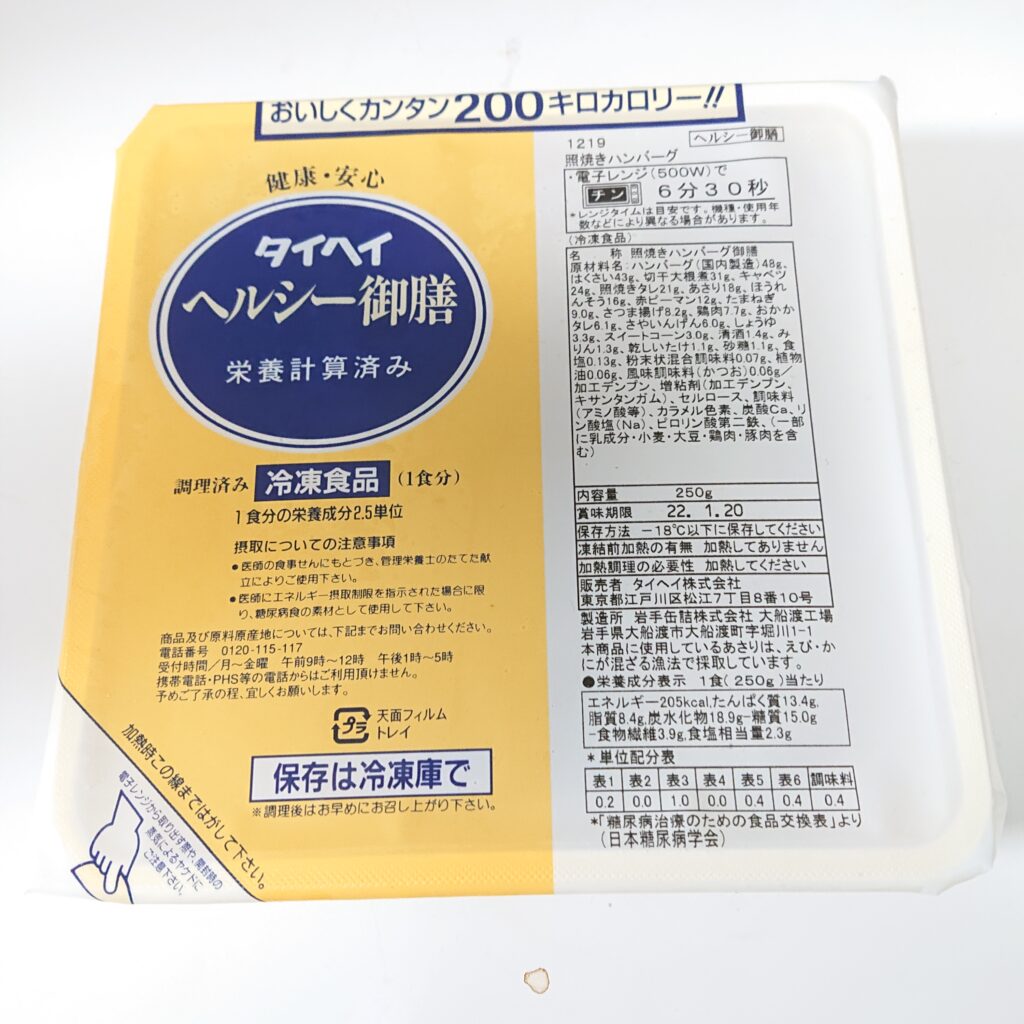 おいしくカンタン200キロカロリー!!
健康・安心
タイヘイ
ヘルシー御膳
栄養計算済み
調理済み 冷凍食品 (1食分)
1食分の栄養成分2.5単位
摂取についての注意事項
●医師の食事せんにもとづき、管理栄養士のたてた献
立によりご使用下さい。
●医師にエネルギー摂取制限を指示された場合に限
り、糖尿病食の素材として使用して下さい。
商品及び原料原産地については、下記までお問い合わせください。
電話番号 0120-115-117
受付時間/月〜金曜 午前9時〜12時 午後1時〜5時
携帯電話・PHS等の電話からはご利用頂けません。
予めご了承の程、宜しくお願いします。
プラ
天面フィルム
トレイ
保存は冷凍庫で
※調理後はお早めにお召し上がり下さい。
加熱時この線まではがして下さい。
電子レンジから取り出す際や、開封時の
蒸気によるヤケドに
ご注意下さい。
1219 ヘルシー御膳
照焼きハンバーグ
・電子レンジ(500W)で
チン 6分30秒
*レンジタイムは目安です。機種・使用年
数などにより異なる場合があります。
(冷凍食品)
名 称 照焼きハンバーグ御膳
原材料名:ハンバーグ(国内製造)48g、
はくさい43g、切干大根煮31g、キャベツ
24g、照焼きタレ21g、あさり18g、ほうれ
んそう16g、赤ピーマン12g、たまねぎ
9.0g、さつま揚げ8.2g、鶏肉7.7g、おかか
タレ6.1g、さやいんげん6.0g、しょうゆ
3.3g、スイートコーン3.0g、清酒1.4g、み
りん1.3g、乾しいたけ1.1g、砂糖1.1g、食
塩0.13g、粉末状混合調味料0.07g、植物
油0.06g、風味調味料(かつお)0.06g/
加工デンプン、増粘剤(加工デンプン、
キサンタンガム)、セルロース、調味料
(アミノ酸等)、カラメル色素、炭酸Ca、リ
ン酸塩(Na)、ピロリン酸第二鉄、(一部
に乳成分・小麦・大豆・鶏肉・豚肉を含
む)
内容量 250g
賞味期限 22. 1.20
保存方法 −18℃以下に保存してください
凍結前加熱の有無 加熱してありません
加熱調理の必要性 加熱してください
販売者 タイヘイ株式会社
東京都江戸川区松江7丁目8番10号
製造所 岩手缶詰株式会社 大船渡工場
岩手県大船渡市大船渡町字堀川1-1
本商品に使用しているあさりは、えび・か
にが混ざる漁法で採取しています。
●栄養成分表示 1食(250g)当たり
エネルギー205kcal,たんぱく質13.4g,
脂質8.4g,炭水化物18.9g−糖質15.0g
−食物繊維3.9g,食塩相当量2.3g
*単位配分表
表1 表2 表3 表4 表5 表6 調味料
0.2 0.0 1.0 0.0 0.4 0.4 0.4
*「糖尿病治療のための食品交換表」より
(日本糖尿病学会)